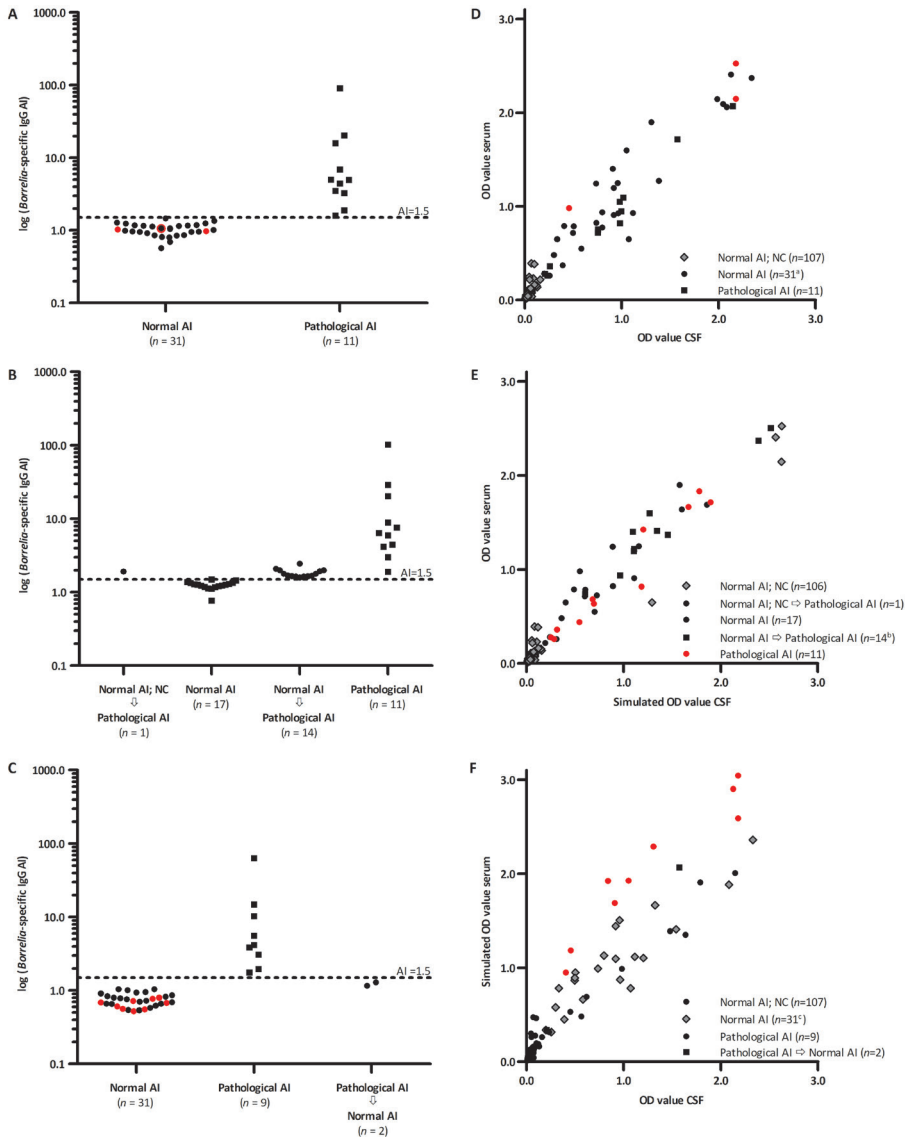 A
1000.0
100.0
10.0
1.0
0.1
log (Borrelia-specific IgG AI)
AI=1.5
Normal AI
(n = 31)
Pathological AI
(n = 11)
D
3.0
2.0
1.0
0.0
OD value serum
0.0
1.0
2.0
3.0
OD value CSF
Normal AI; NC (n=107)
Normal AI (n=31ᵃ)
Pathological AI (n=11)
B
1000.0
100.0
10.0
1.0
0.1
log (Borrelia-specific IgG AI)
AI=1.5
Normal AI; NC
⇩
Pathological AI
(n = 1)
Normal AI
(n = 17)
Normal AI
⇩
Pathological AI
(n = 14)
Pathological AI
(n = 11)
E
3.0
2.0
1.0
0.0
OD value serum
0.0
1.0
2.0
3.0
Simulated OD value CSF
Normal AI; NC (n=106)
Normal AI; NC ⇨ Pathological AI (n=1)
Normal AI (n=17)
Normal AI ⇨ Pathological AI (n=14ᵇ)
Pathological AI (n=11)
C
1000.0
100.0
10.0
1.0
0.1
log (Borrelia-specific IgG AI)
AI =1.5
Normal AI
(n = 31)
Pathological AI
(n = 9)
Pathological AI
⇩
Normal AI
(n = 2)
F
3.0
2.0
1.0
0.0
Simulated OD value serum
0.0
1.0
2.0
3.0
OD value CSF
Normal AI; NC (n=107)
Normal AI (n=31ᶜ)
Pathological AI (n=9)
Pathological AI ⇨ Normal AI (n=2)